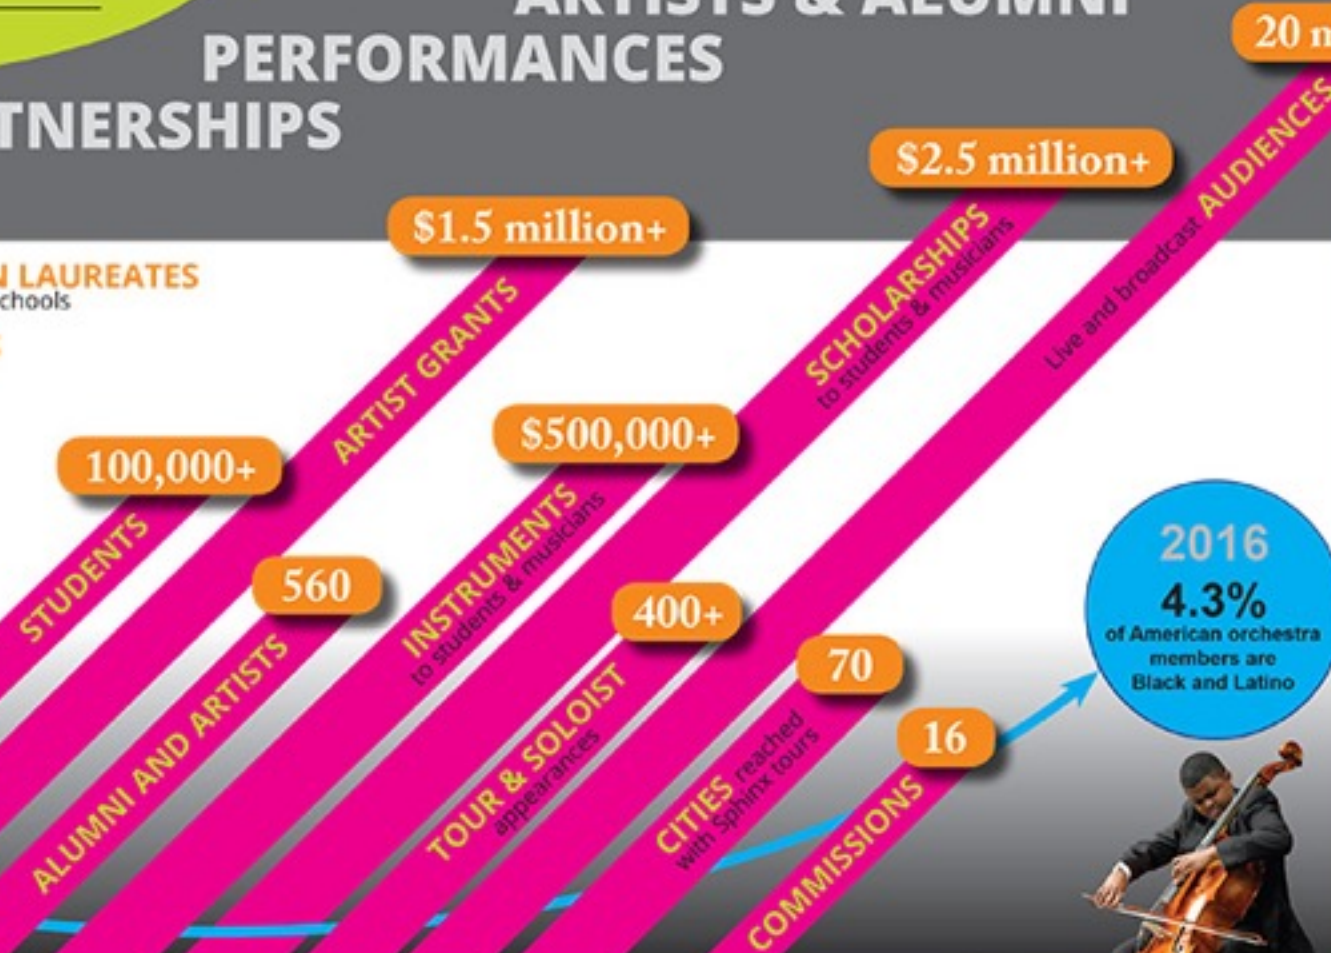 ARTISTS & ALUMNI
PERFORMANCES
TNERSHIPS
20 m
AUDIENCES
Live and broadcast
$2.5 million+
SCHOLARSHIPS
to students & musicians
$1.5 million+
ARTIST GRANTS
N LAUREATES
chools
S
$500,000+
INSTRUMENTS
to students & musicians
100,000+
STUDENTS
560
ALUMNI AND ARTISTS
400+
TOUR & SOLOIST
appearances
70
CITIES reached
with Sphinx tours
16
COMMISSIONS
2016
4.3%
of American orchestra
members are
Black and Latino